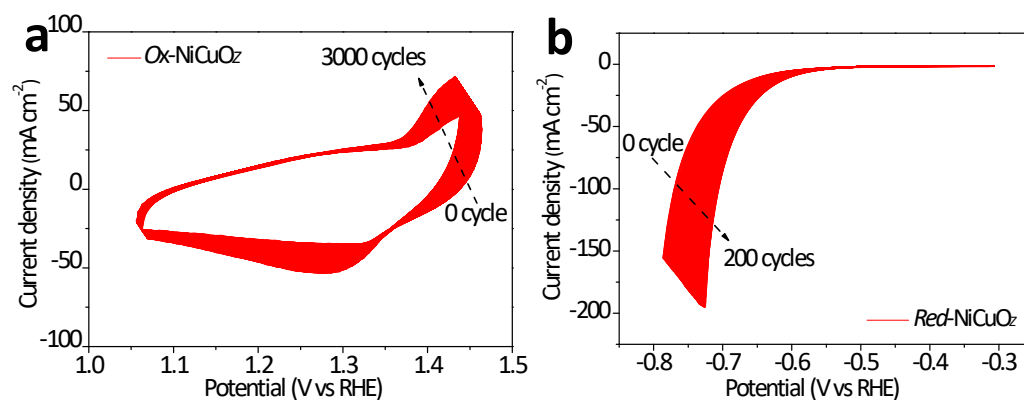 a
Ox-NiCuOz
3000 cycles
0 cycle
100
50
0
-50
-100
1.0
1.1
1.2
1.3
1.4
1.5
Current density (mA cm-2)
Potential (V vs RHE)
b
0 cycle
200 cycles
Red-NiCuOz
0
-50
-100
-150
-200
-0.8
-0.7
-0.6
-0.5
-0.4
-0.3
Current density (mA cm-2)
Potential (V vs RHE)